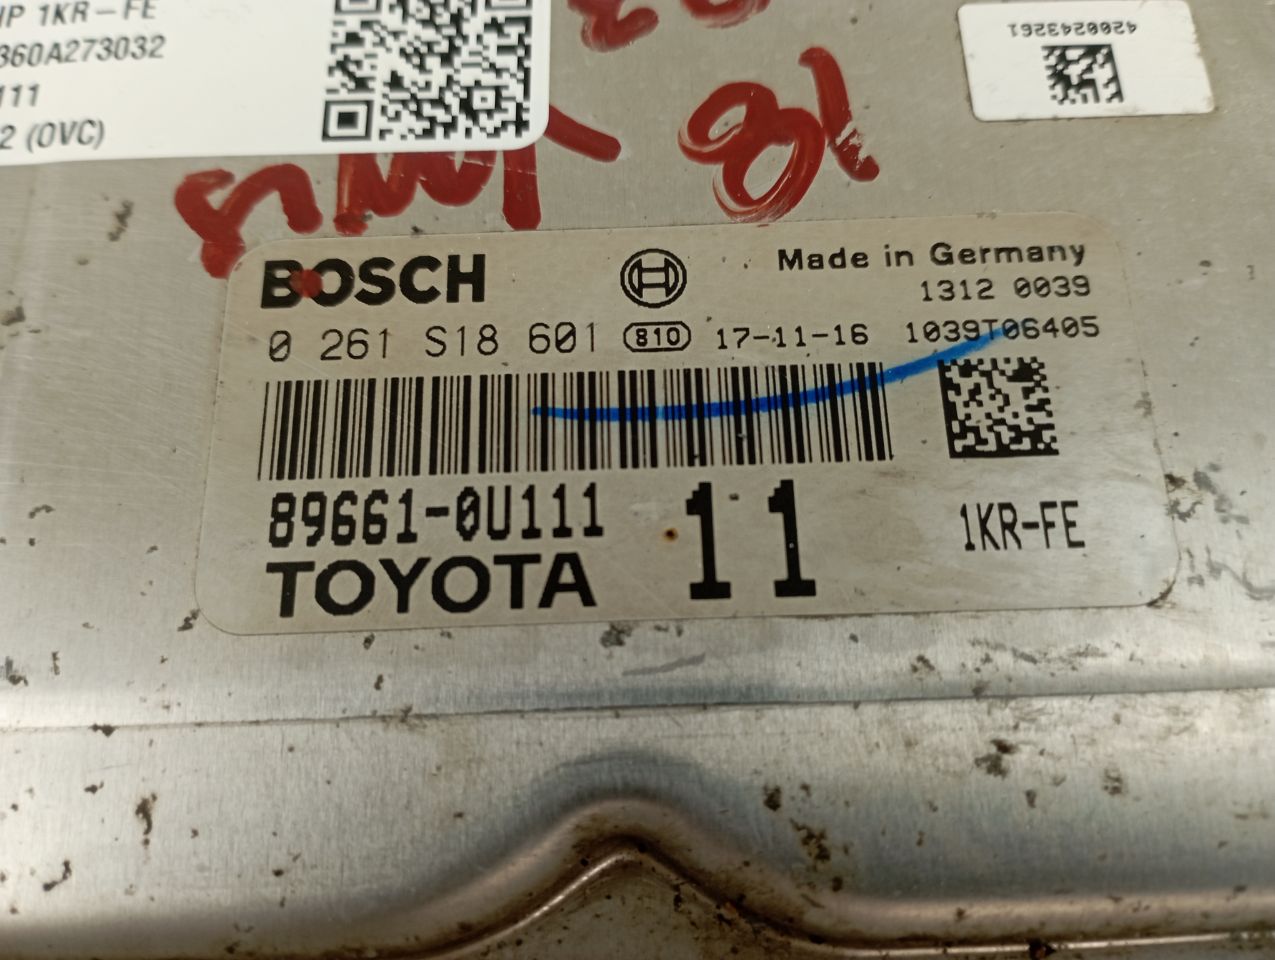 1KR-FE
360A273032
111
2 (OVC)
4200243261
18
BOSCH
Made in Germany
1312 0039
0 261 S18 601 810 17-11-16 1039T06405
89661-0U111 11 1KR-FE
TOYOTA